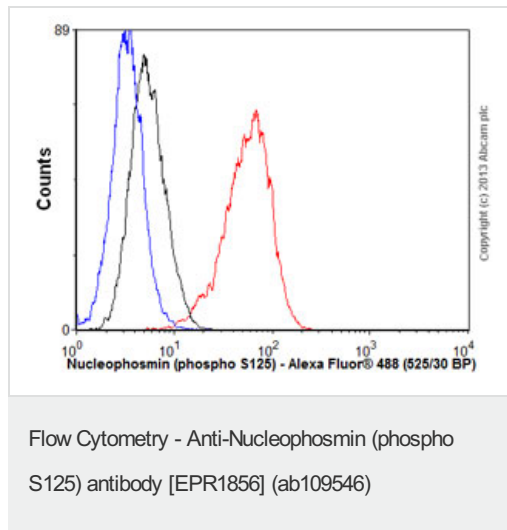 89
Counts
0
10^0 10^1 10^2 10^3 10^4
Nucleophosmin (phospho S125) - Alexa Fluor® 488 (525/30 BP)
Copyright (c) 2013 Abcam plc
Flow Cytometry - Anti-Nucleophosmin (phospho
S125) antibody [EPR1856] (ab109546)